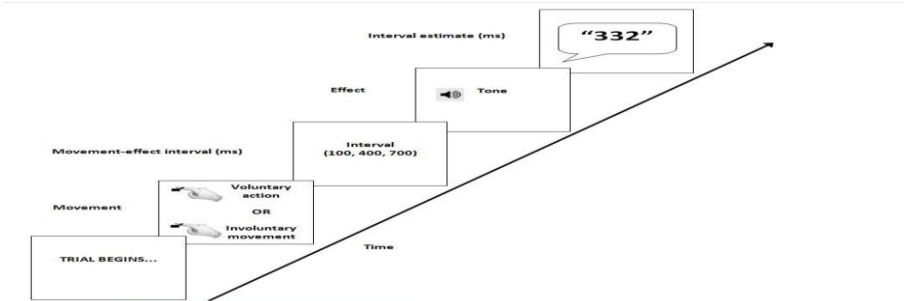 Interval estimate (ms)
“332”
Effect
Tone
Movement-effect interval (ms)
Interval
(100, 400, 700)
Movement
Voluntary
action
OR
Involuntary
movement
TRIAL BEGINS...
Time